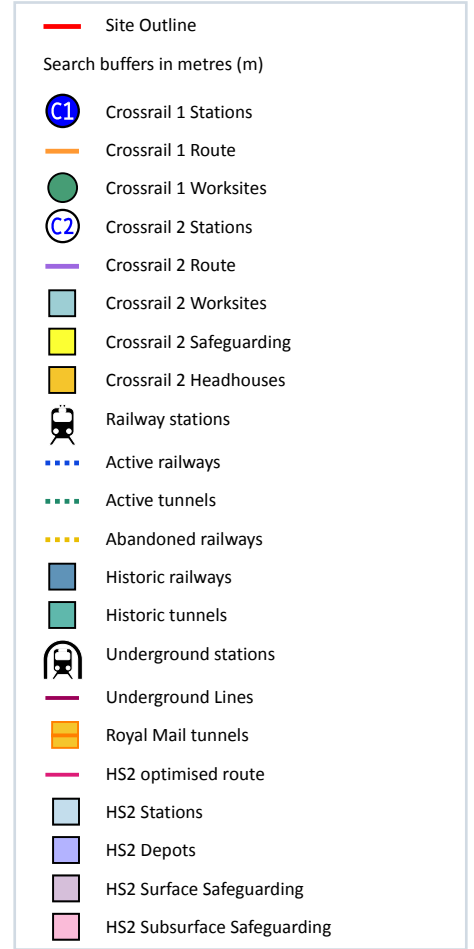 Site Outline
Search buffers in metres (m)
C1 Crossrail 1 Stations
Crossrail 1 Route
Crossrail 1 Worksites
C2 Crossrail 2 Stations
Crossrail 2 Route
Crossrail 2 Worksites
Crossrail 2 Safeguarding
Crossrail 2 Headhouses
Railway stations
Active railways
Active tunnels
Abandoned railways
Historic railways
Historic tunnels
Underground stations
Underground Lines
Royal Mail tunnels
HS2 optimised route
HS2 Stations
HS2 Depots
HS2 Surface Safeguarding
HS2 Subsurface Safeguarding